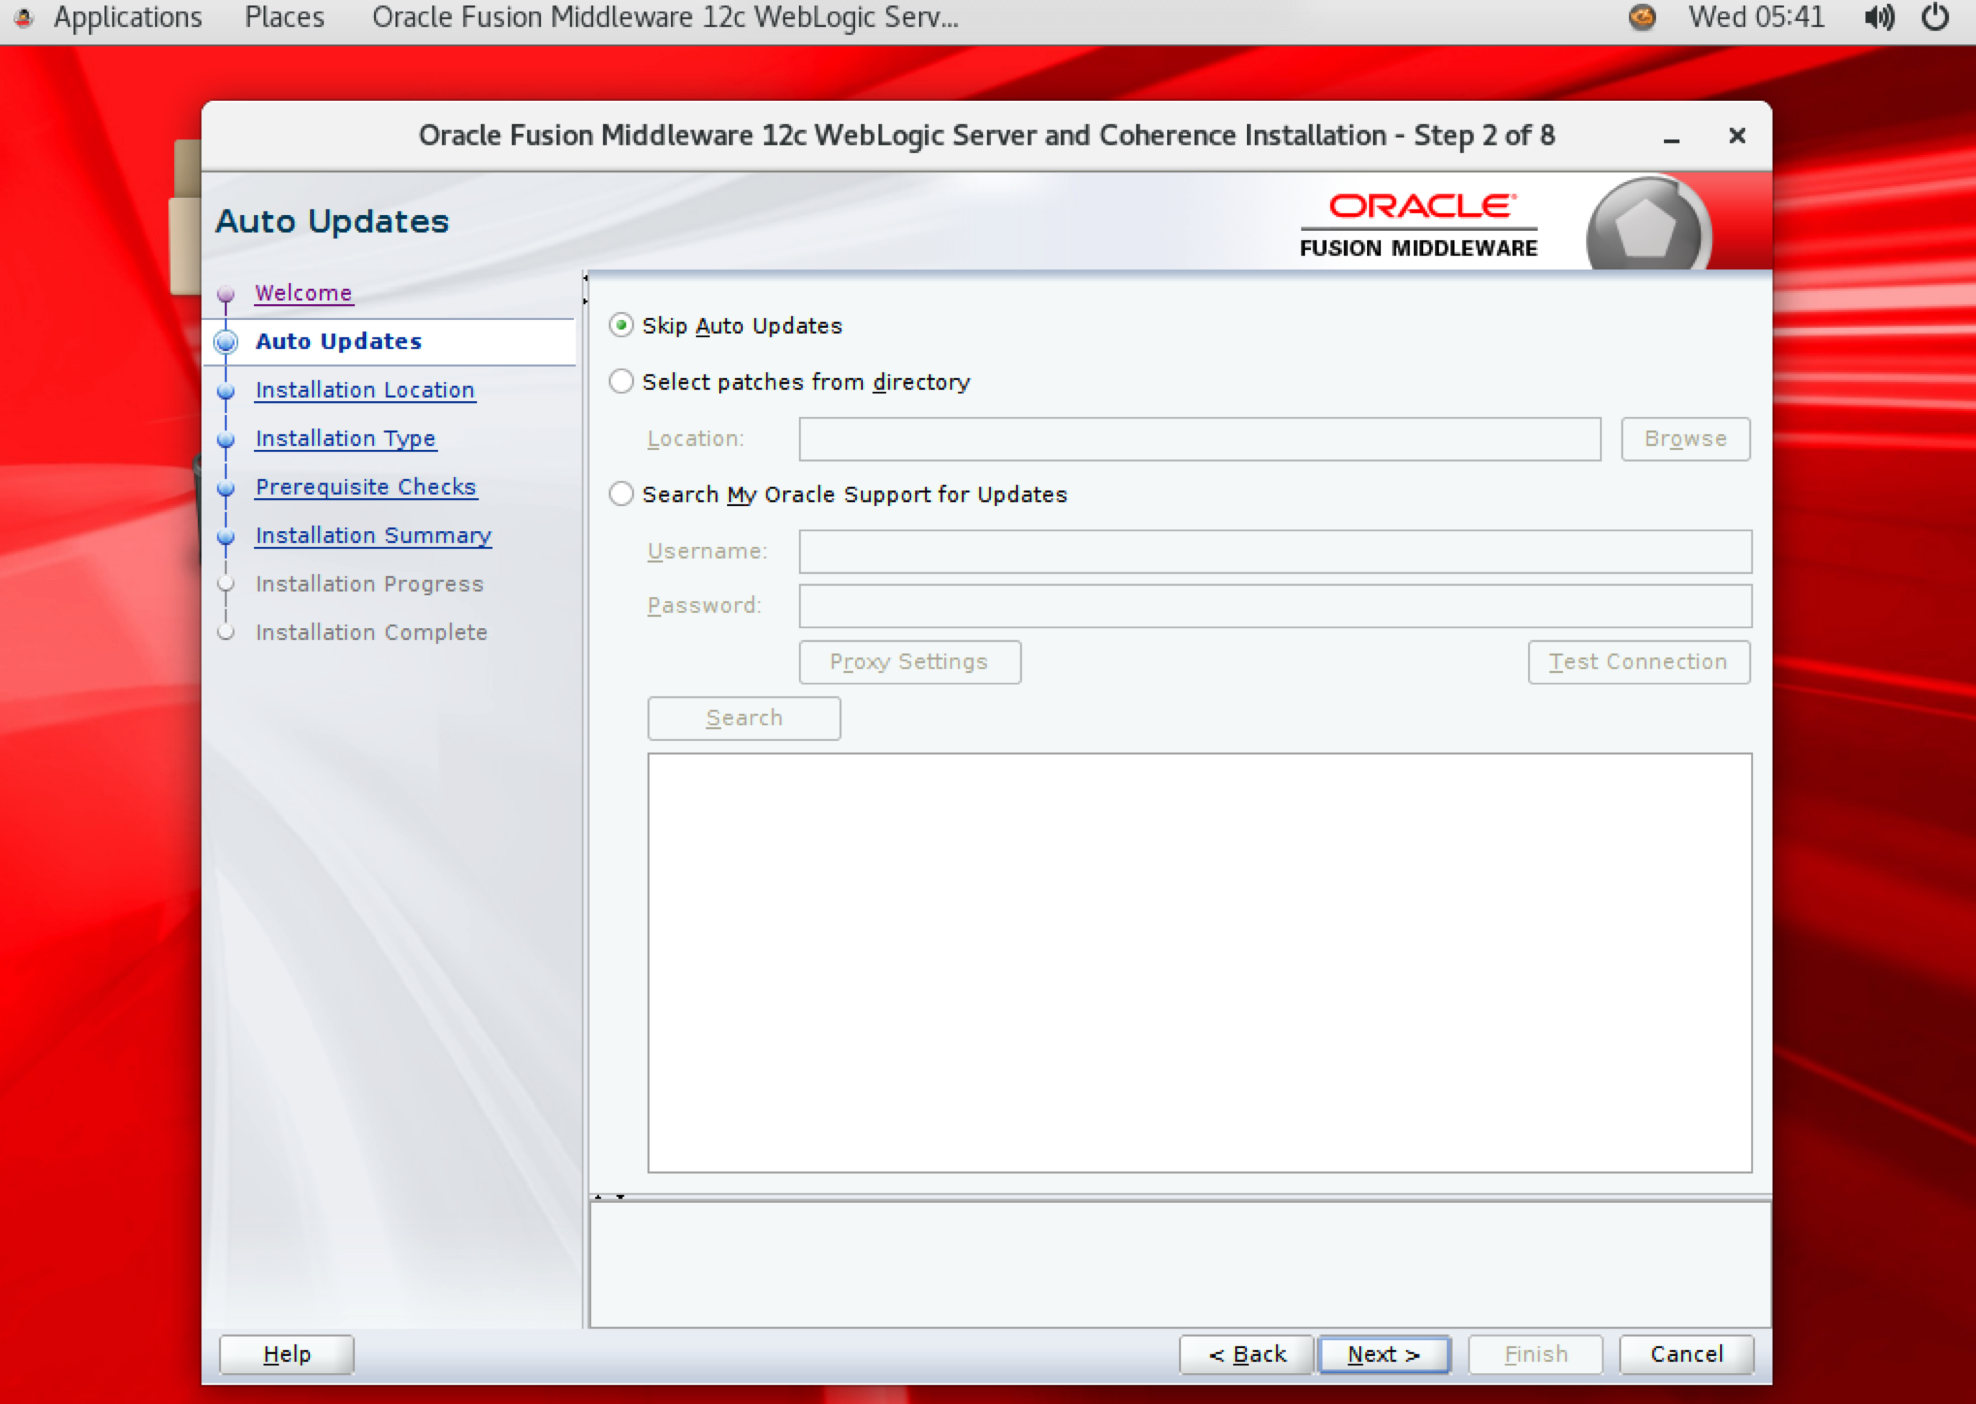 Applications Places Oracle Fusion Middleware 12c WebLogic Serv... Wed 05:41
Oracle Fusion Middleware 12c WebLogic Server and Coherence Installation - Step 2 of 8
Auto Updates
ORACLE
FUSION MIDDLEWARE
Welcome
Auto Updates
Installation Location
Installation Type
Prerequisite Checks
Installation Summary
Installation Progress
Installation Complete
Skip Auto Updates
Select patches from directory
Location: Browse
Search My Oracle Support for Updates
Username:
Password:
Proxy Settings Test Connection
Search
Help < Back Next > Finish Cancel